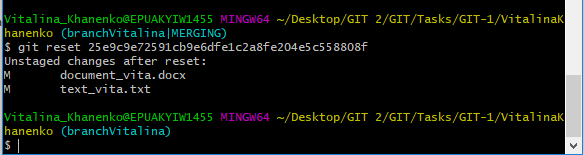 Vitalina_Khanenko@EPUAKYIW1455 MINGW64 ~/Desktop/GIT 2/GIT/Tasks/GIT-1/VitalinaK
hanenko (branchVitalina|MERGING)
$ git reset 25e9c9e72591cb9e6dfe1c2a8fe204e5c558808f
Unstaged changes after reset:
M       document_vita.docx
M       text_vita.txt
Vitalina_Khanenko@EPUAKYIW1455 MINGW64 ~/Desktop/GIT 2/GIT/Tasks/GIT-1/VitalinaK
hanenko (branchVitalina)
$